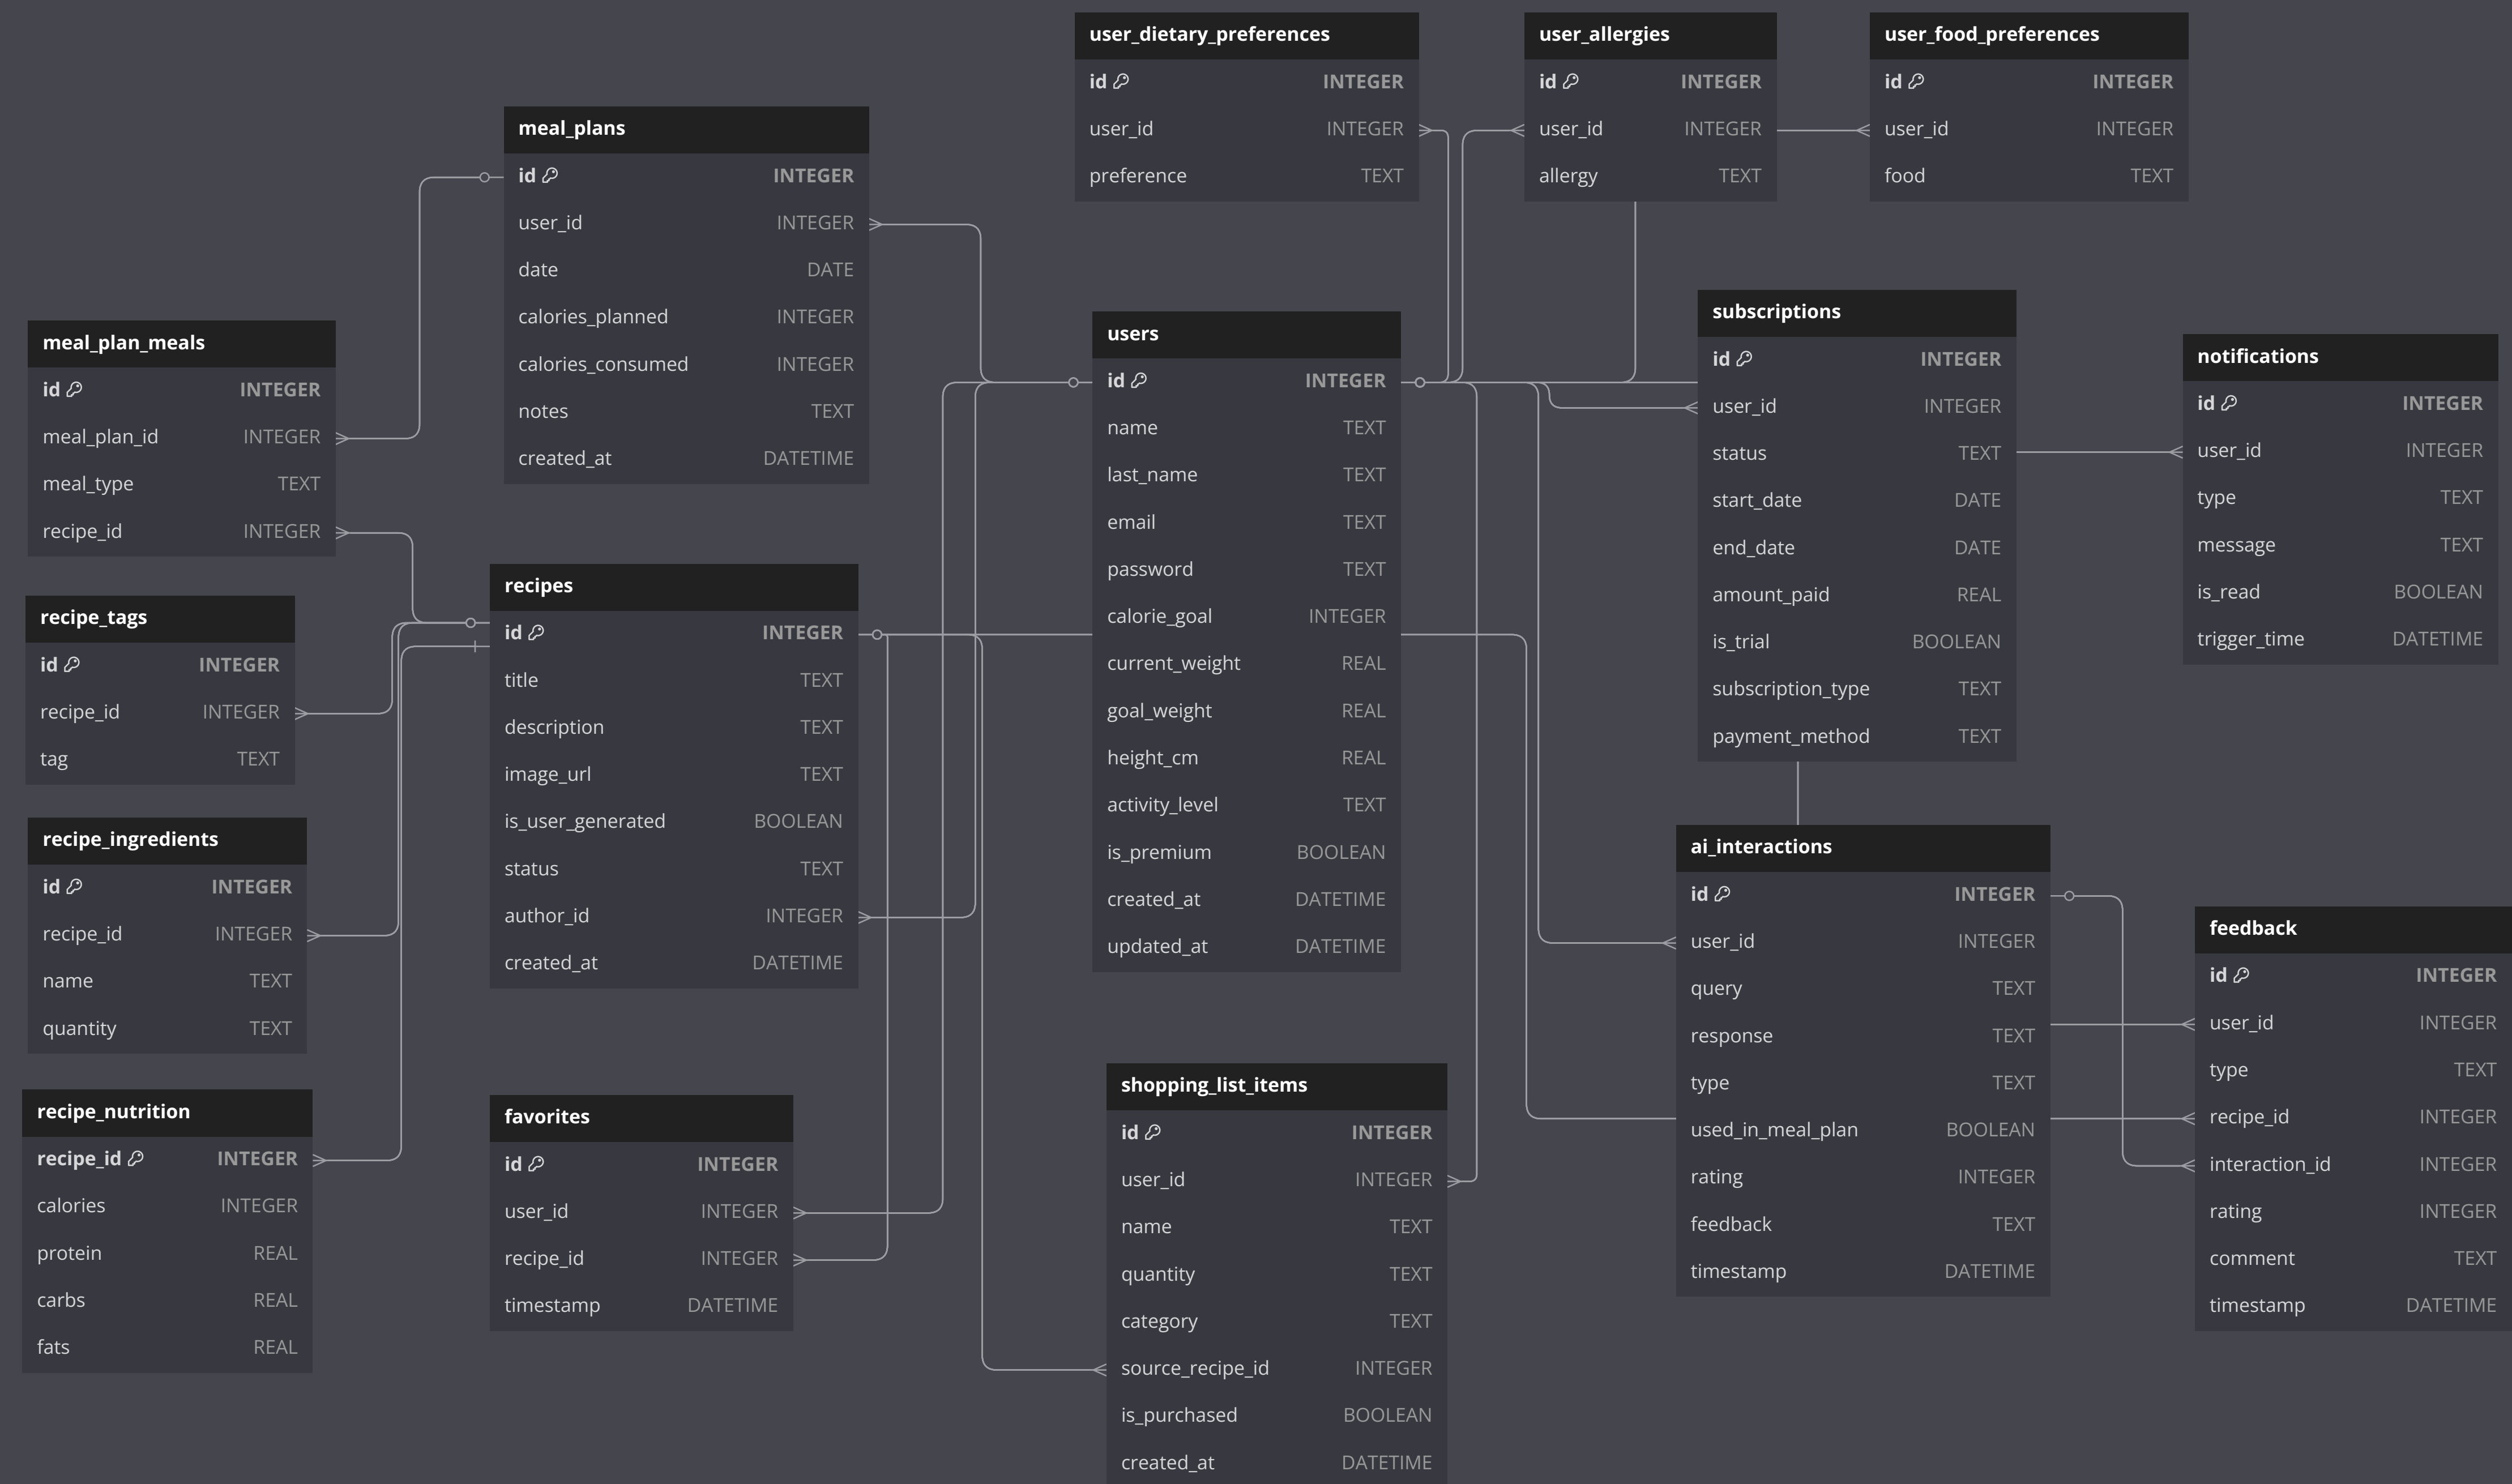 user_dietary_preferences
id INTEGER
user_id INTEGER
preference TEXT
user_allergies
id INTEGER
user_id INTEGER
allergy TEXT
user_food_preferences
id INTEGER
user_id INTEGER
food TEXT
meal_plans
id INTEGER
user_id INTEGER
date DATE
calories_planned INTEGER
calories_consumed INTEGER
notes TEXT
created_at DATETIME
meal_plan_meals
id INTEGER
meal_plan_id INTEGER
meal_type TEXT
recipe_id INTEGER
users
id INTEGER
name TEXT
last_name TEXT
email TEXT
password TEXT
calorie_goal INTEGER
current_weight REAL
goal_weight REAL
height_cm REAL
activity_level TEXT
is_premium BOOLEAN
created_at DATETIME
updated_at DATETIME
subscriptions
id INTEGER
user_id INTEGER
status TEXT
start_date DATE
end_date DATE
amount_paid REAL
is_trial BOOLEAN
subscription_type TEXT
payment_method TEXT
notifications
id INTEGER
user_id INTEGER
type TEXT
message TEXT
is_read BOOLEAN
trigger_time DATETIME
recipe_tags
id INTEGER
recipe_id INTEGER
tag TEXT
recipes
id INTEGER
title TEXT
description TEXT
image_url TEXT
is_user_generated BOOLEAN
status TEXT
author_id INTEGER
created_at DATETIME
recipe_ingredients
id INTEGER
recipe_id INTEGER
name TEXT
quantity TEXT
ai_interactions
id INTEGER
user_id INTEGER
query TEXT
response TEXT
type TEXT
used_in_meal_plan BOOLEAN
rating INTEGER
feedback TEXT
timestamp DATETIME
feedback
id INTEGER
user_id INTEGER
type TEXT
recipe_id INTEGER
interaction_id INTEGER
rating INTEGER
comment TEXT
timestamp DATETIME
recipe_nutrition
recipe_id INTEGER
calories INTEGER
protein REAL
carbs REAL
fats REAL
favorites
id INTEGER
user_id INTEGER
recipe_id INTEGER
timestamp DATETIME
shopping_list_items
id INTEGER
user_id INTEGER
name TEXT
quantity TEXT
category TEXT
source_recipe_id INTEGER
is_purchased BOOLEAN
created_at DATETIME